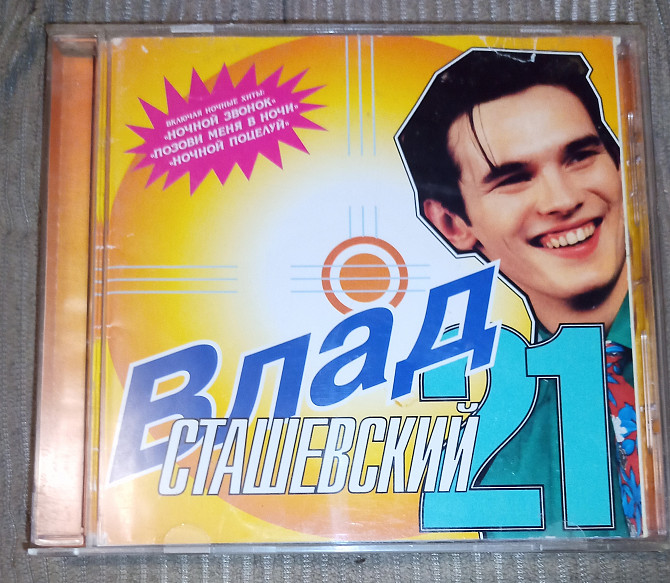 ВКЛЮЧАЯ НОЧНЫЕ ХИТЫ:
«НОЧНОЙ ЗВОНОК»
«ПОЗОВИ МЕНЯ В НОЧИ»
«НОЧНОЙ ПОЦЕЛУЙ»
Влад
СТАШЕВСКИЙ
21